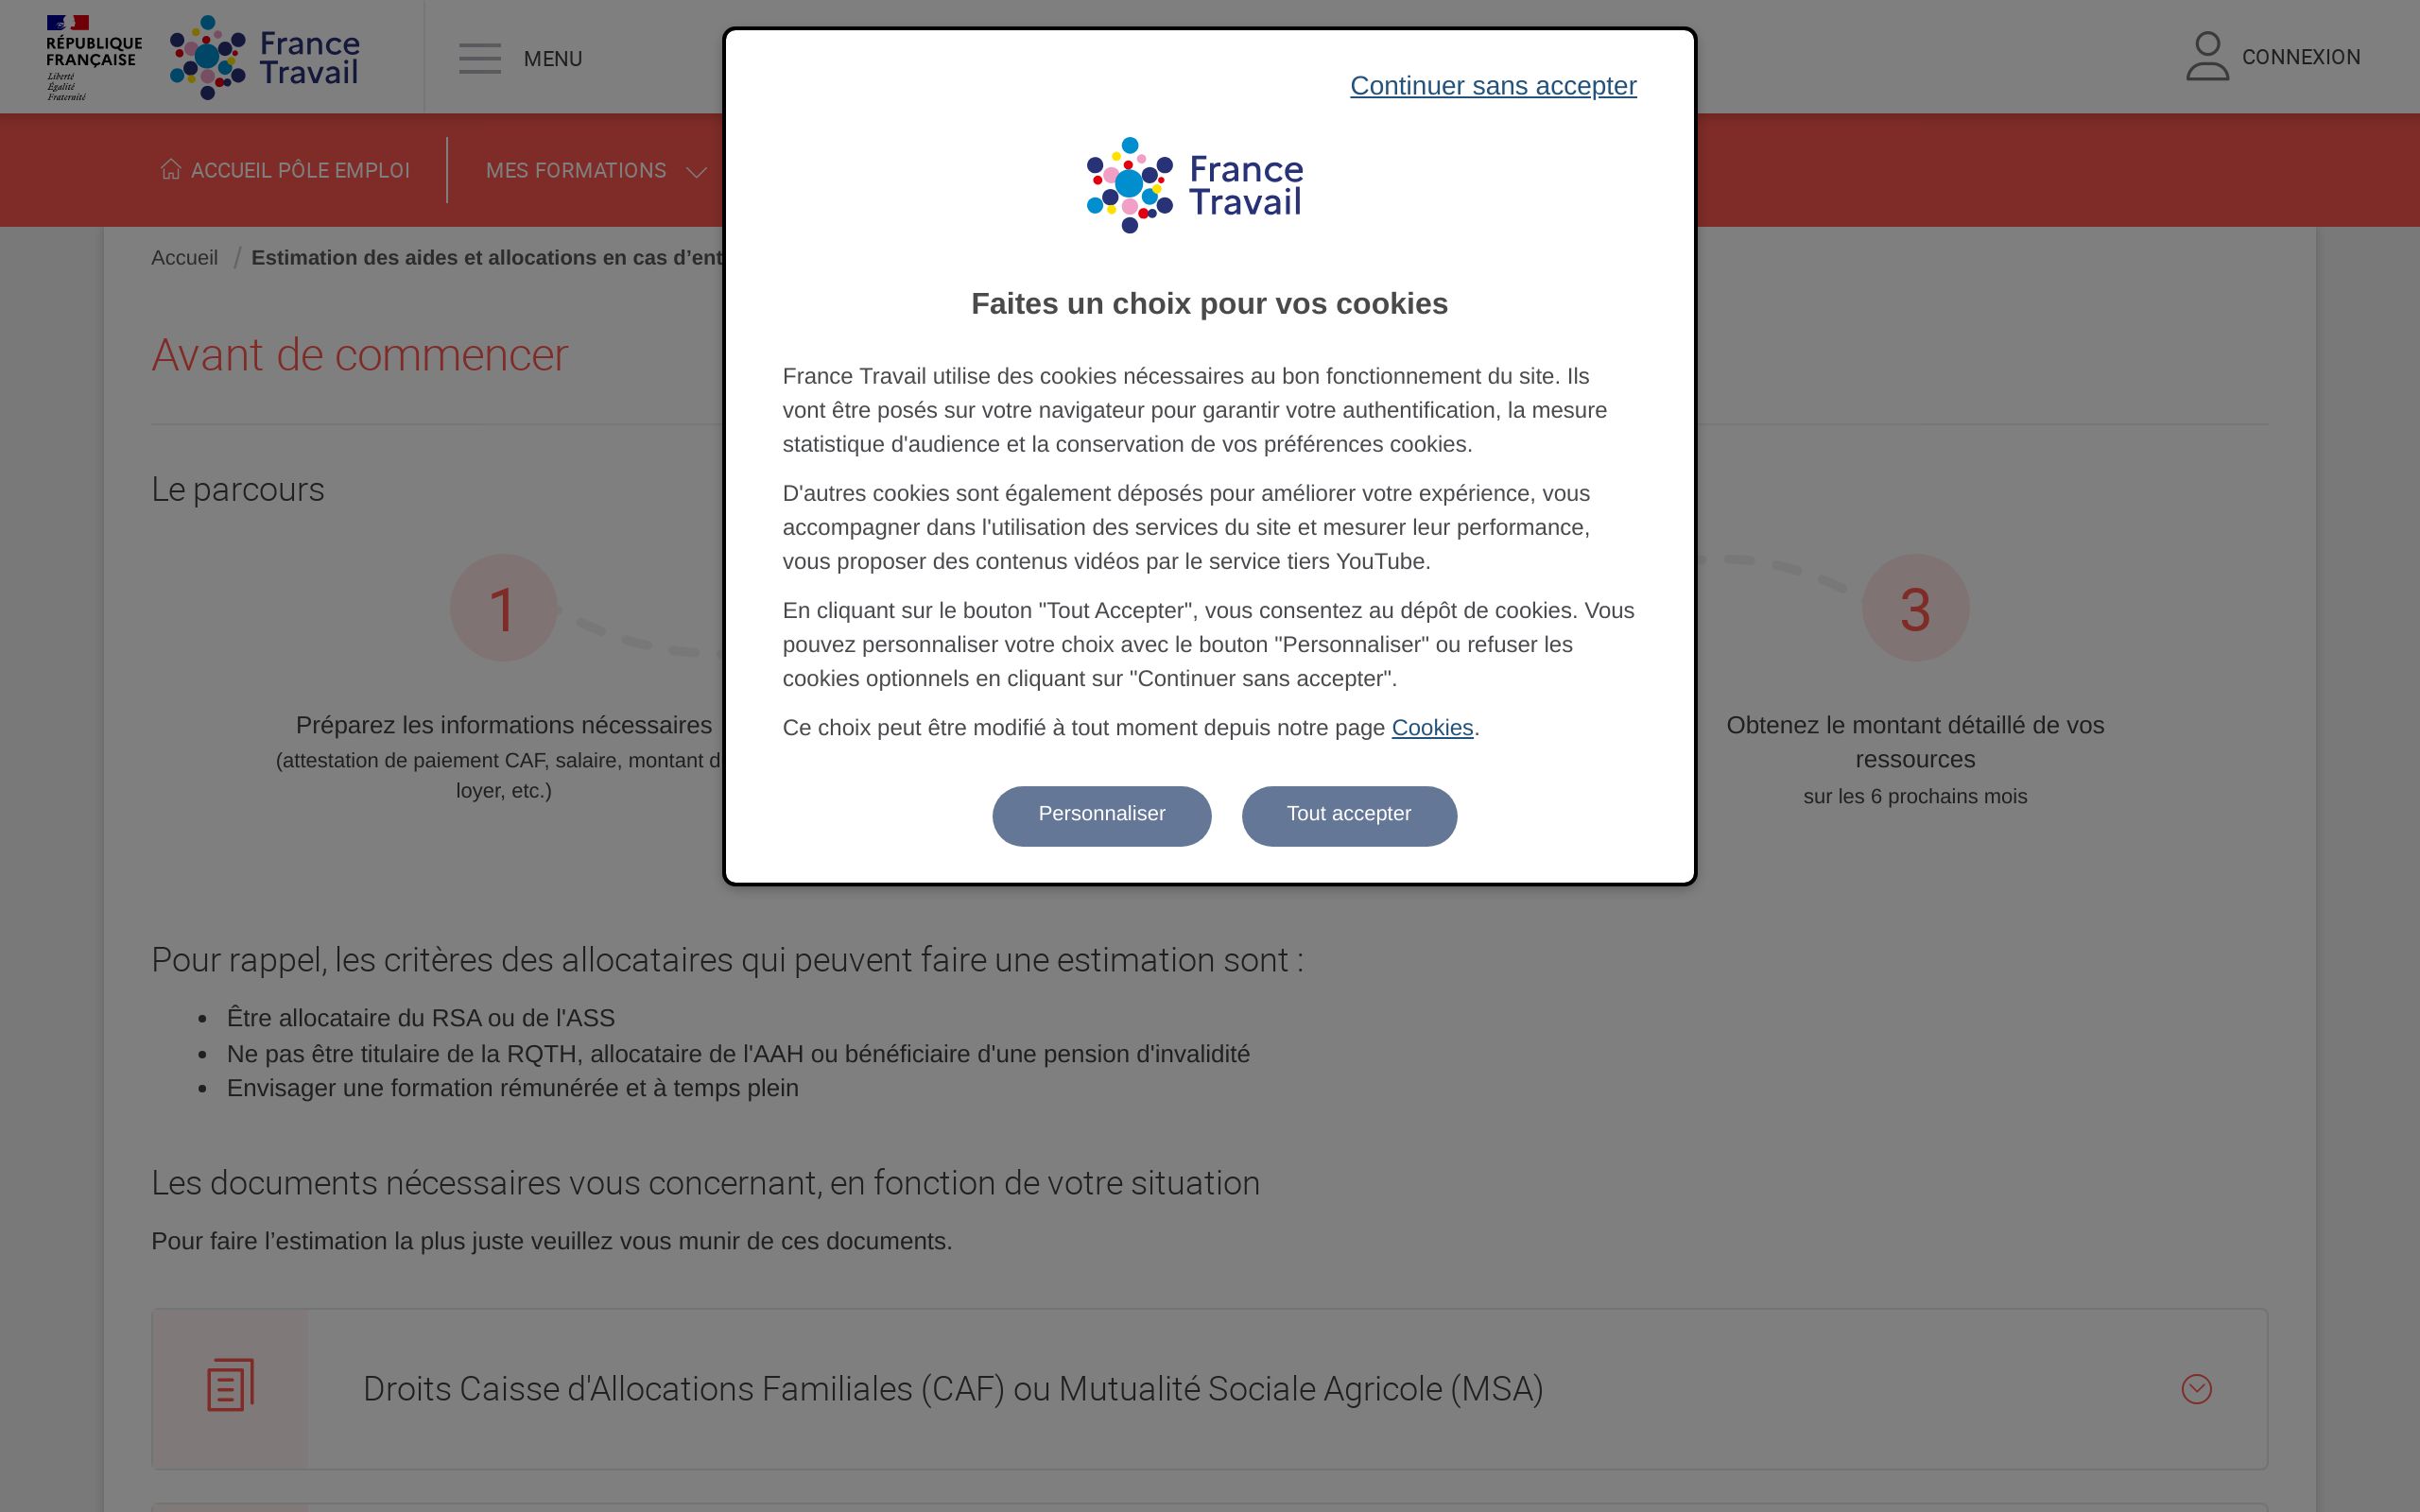 RÉPUBLIQUE
FRANÇAISE
Liberté
Égalité
Fraternité
France
Travail
MENU
CONNEXION
ACCUEIL PÔLE EMPLOI
MES FORMATIONS
Accueil / Estimation des aides et allocations en cas d’ent
Avant de commencer
Le parcours
1
Préparez les informations nécessaires
(attestation de paiement CAF, salaire, montant d
loyer, etc.)
3
Obtenez le montant détaillé de vos
ressources
sur les 6 prochains mois
Continuer sans accepter
France
Travail
Faites un choix pour vos cookies
France Travail utilise des cookies nécessaires au bon fonctionnement du site. Ils
vont être posés sur votre navigateur pour garantir votre authentification, la mesure
statistique d'audience et la conservation de vos préférences cookies.
D'autres cookies sont également déposés pour améliorer votre expérience, vous
accompagner dans l'utilisation des services du site et mesurer leur performance,
vous proposer des contenus vidéos par le service tiers YouTube.
En cliquant sur le bouton "Tout Accepter", vous consentez au dépôt de cookies. Vous
pouvez personnaliser votre choix avec le bouton "Personnaliser" ou refuser les
cookies optionnels en cliquant sur "Continuer sans accepter".
Ce choix peut être modifié à tout moment depuis notre page Cookies.
Personnaliser
Tout accepter
Pour rappel, les critères des allocataires qui peuvent faire une estimation sont :
• Être allocataire du RSA ou de l'ASS
• Ne pas être titulaire de la RQTH, allocataire de l'AAH ou bénéficiaire d'une pension d'invalidité
• Envisager une formation rémunérée et à temps plein
Les documents nécessaires vous concernant, en fonction de votre situation
Pour faire l’estimation la plus juste veuillez vous munir de ces documents.
Droits Caisse d'Allocations Familiales (CAF) ou Mutualité Sociale Agricole (MSA)